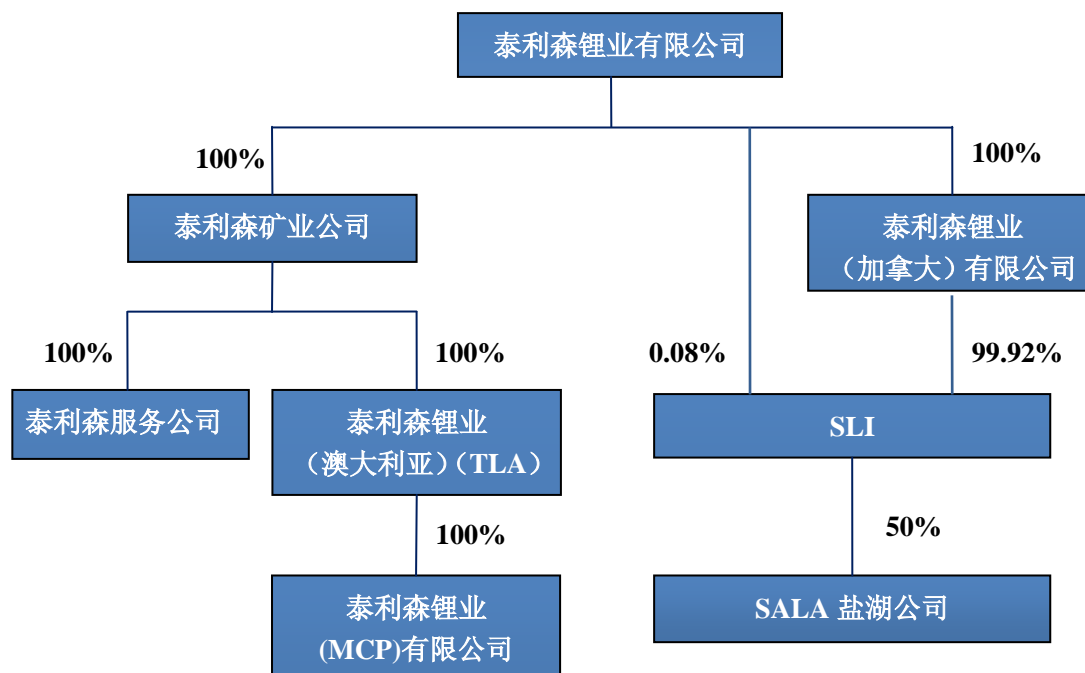 泰利森锂业有限公司
100%
100%
泰利森矿业公司
泰利森锂业
（加拿大）有限公司
100%
100%
0.08%
99.92%
泰利森服务公司
泰利森锂业
（澳大利亚）（TLA）
SLI
100%
50%
泰利森锂业
(MCP)有限公司
SALA 盐湖公司